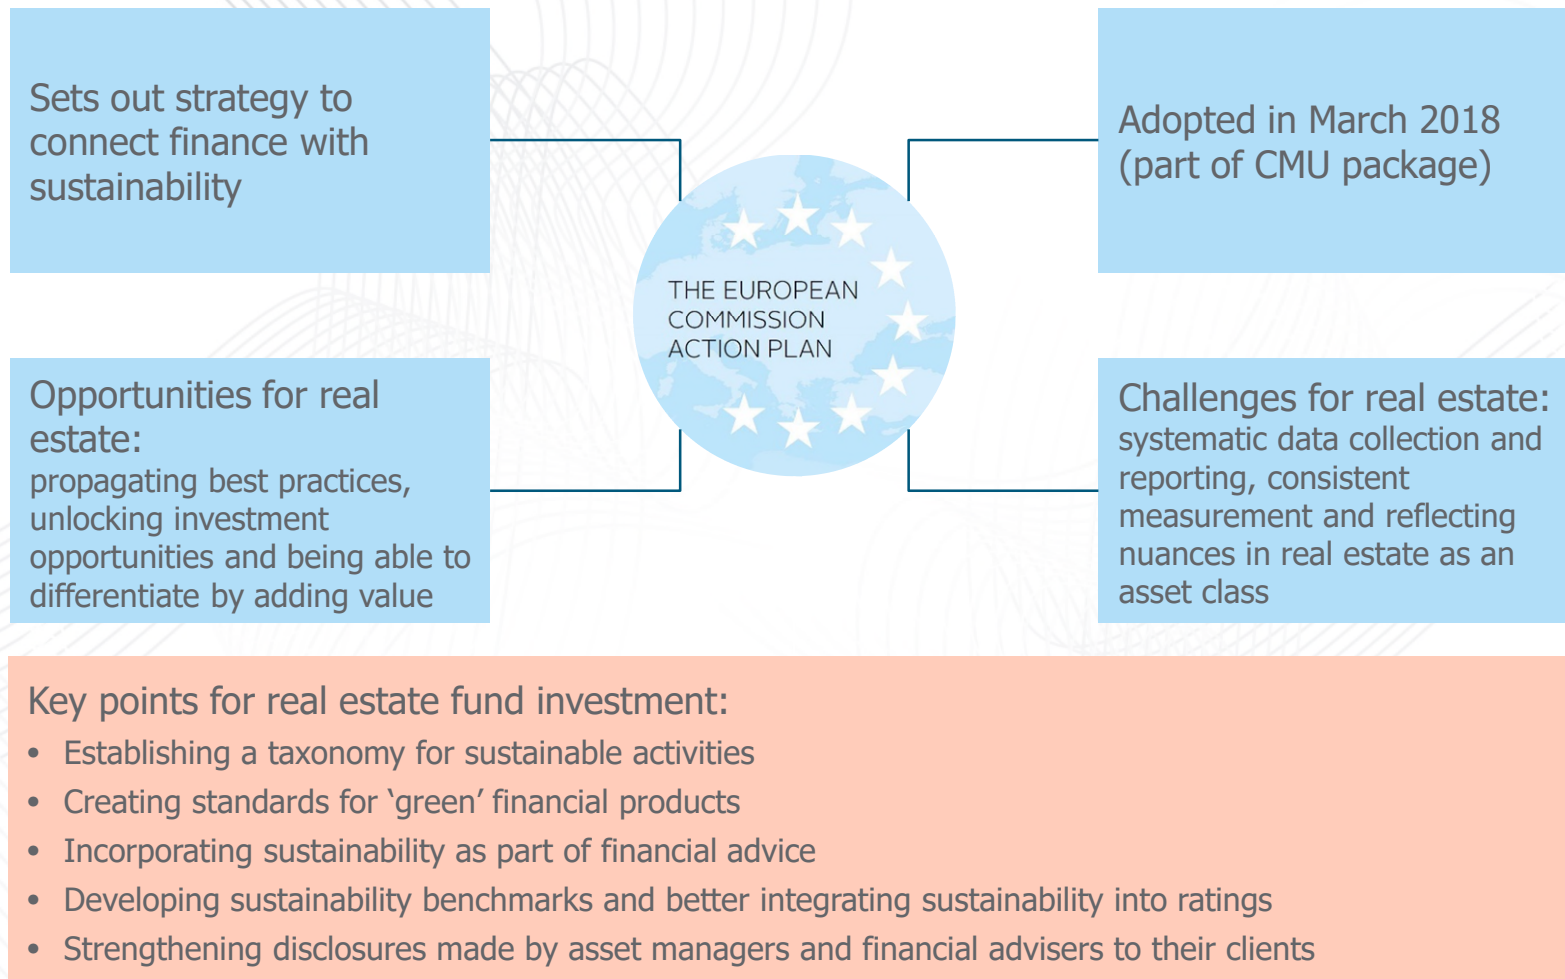 Sets out strategy to
connect finance with
sustainability
Adopted in March 2018
(part of CMU package)
THE EUROPEAN
COMMISSION
ACTION PLAN
Opportunities for real
estate:
propagating best practices,
unlocking investment
opportunities and being able to
differentiate by adding value
Challenges for real estate:
systematic data collection and
reporting, consistent
measurement and reflecting
nuances in real estate as an
asset class
Key points for real estate fund investment:
• Establishing a taxonomy for sustainable activities
• Creating standards for ‘green’ financial products
• Incorporating sustainability as part of financial advice
• Developing sustainability benchmarks and better integrating sustainability into ratings
• Strengthening disclosures made by asset managers and financial advisers to their clients